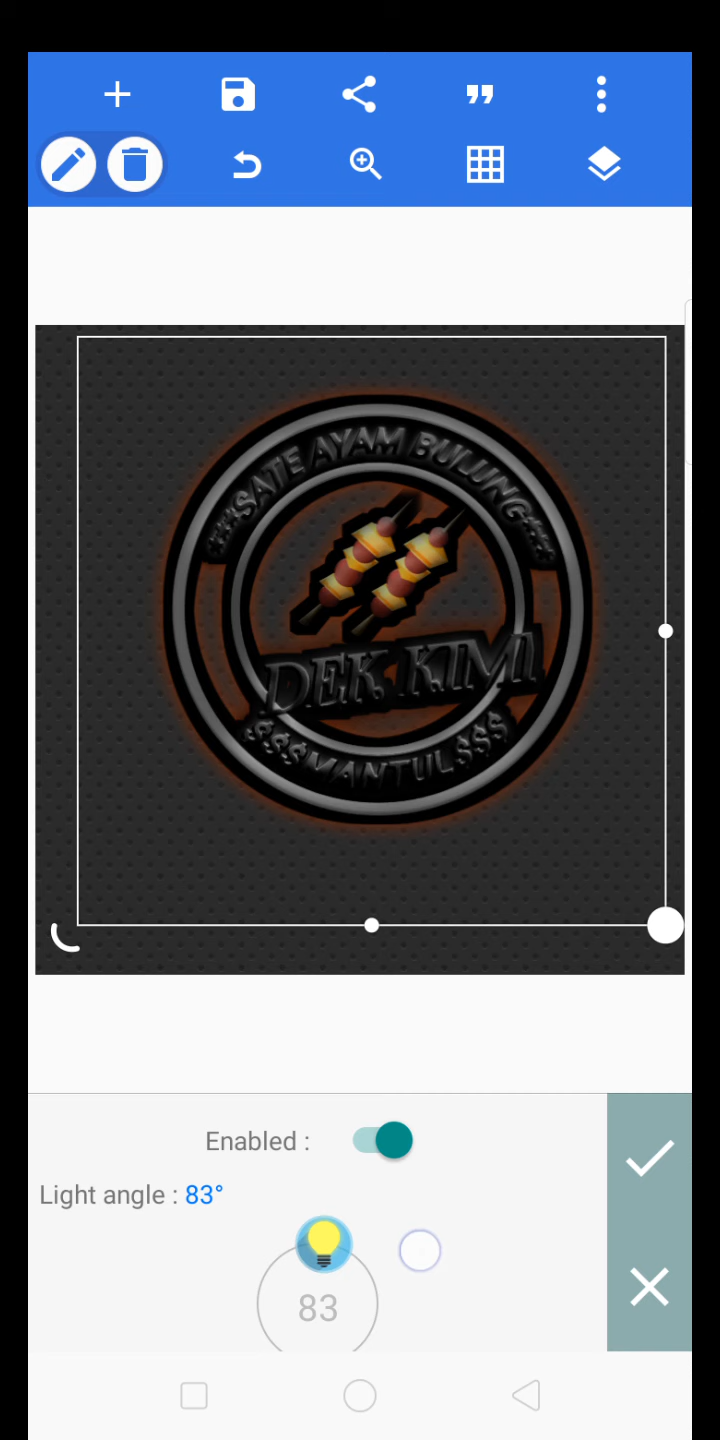 ***SATE AYAM BULUNG***
DEK KIMI
$$$MANTUL$$$
Enabled :
Light angle : 83°
83